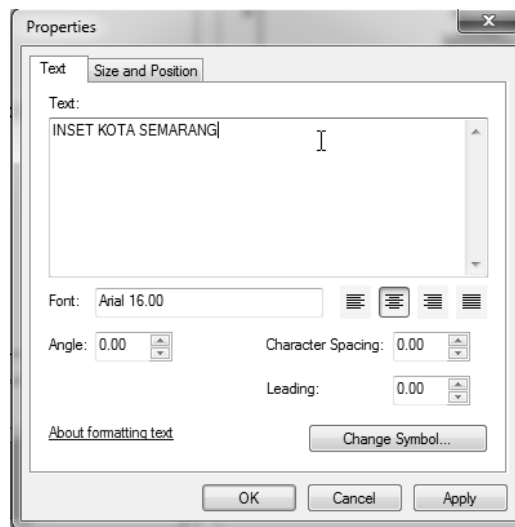 Properties
Text Size and Position
Text:
INSET KOTA SEMARANG
Font: Arial 16.00
Angle: 0.00 Character Spacing: 0.00
Leading: 0.00
About formatting text Change Symbol...
OK Cancel Apply